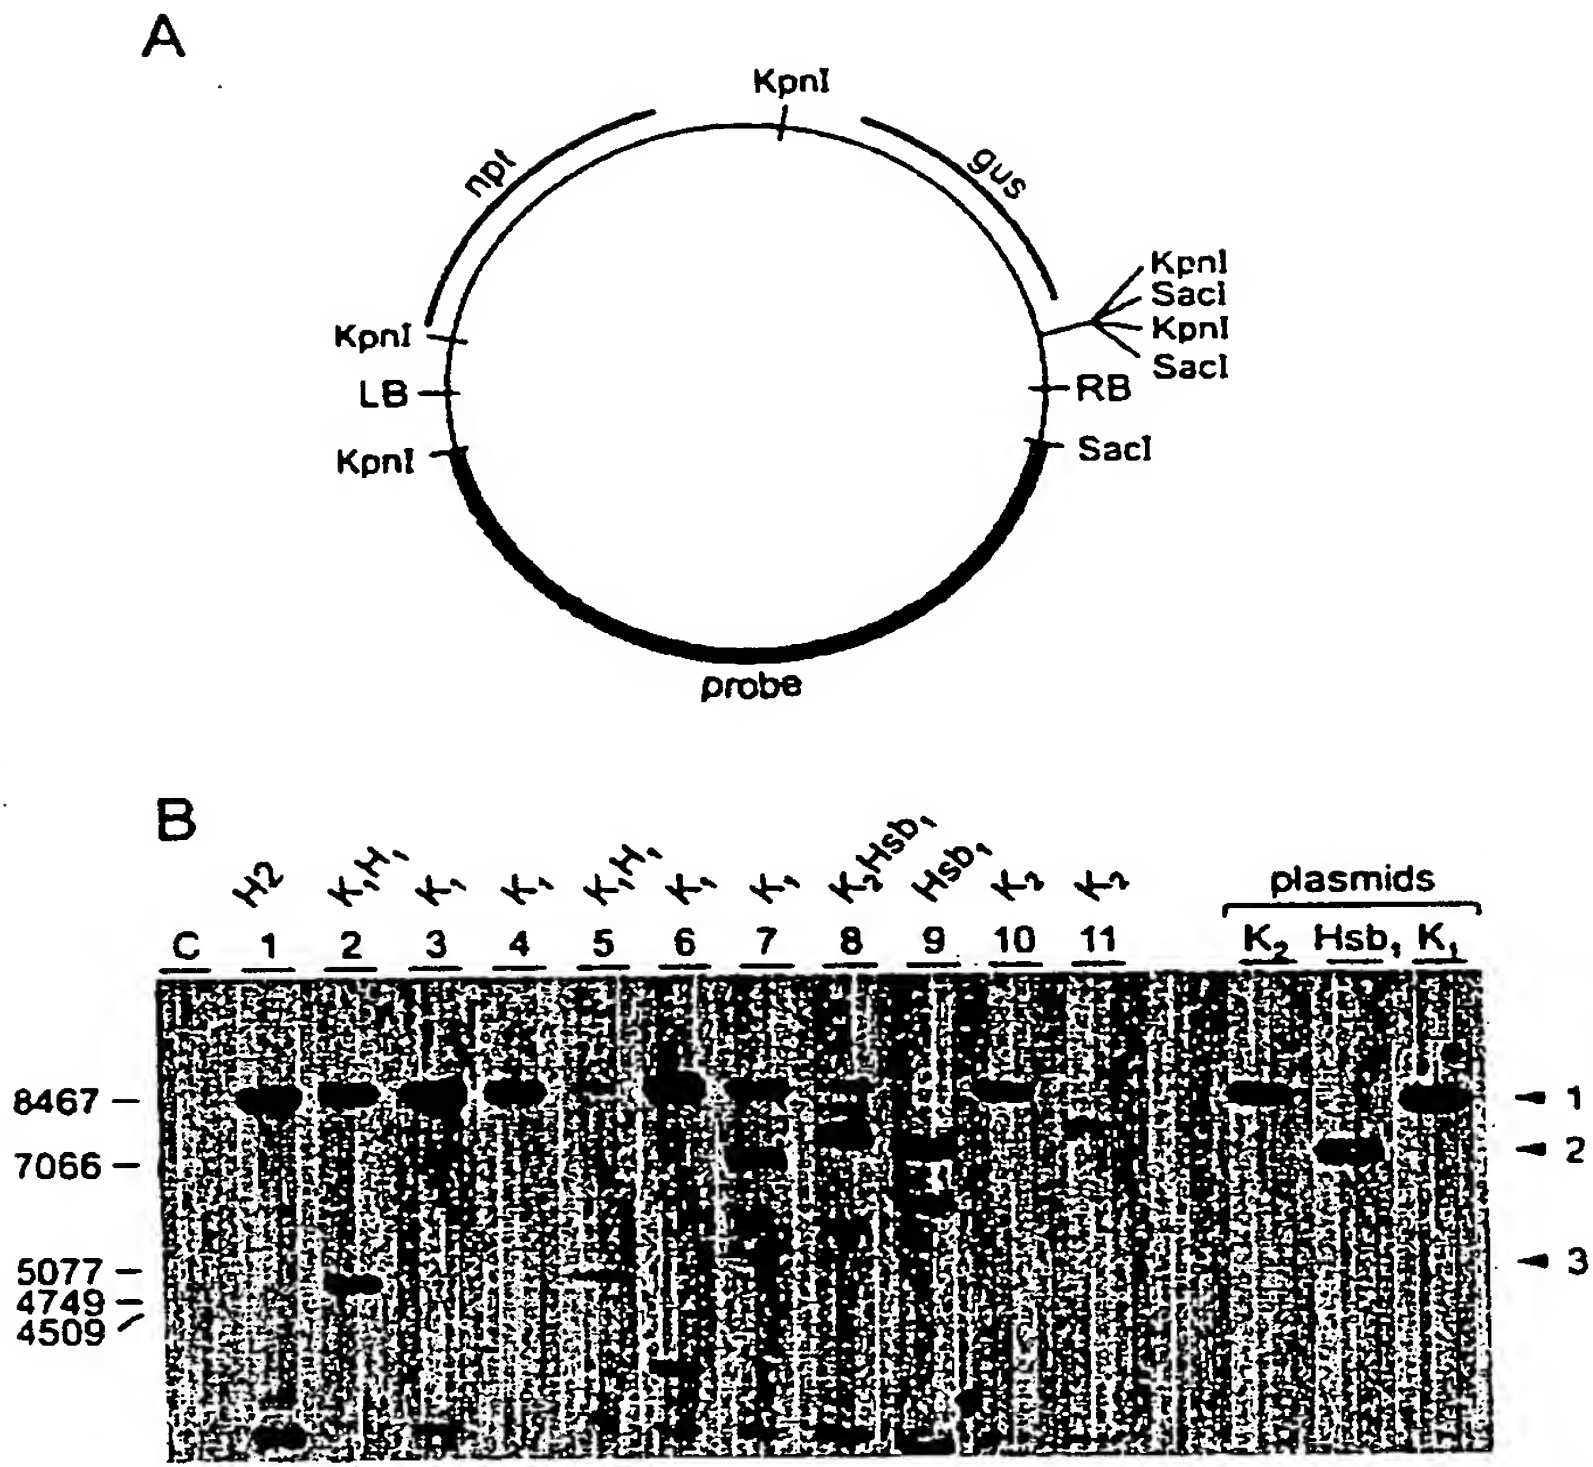 A
KpnI
npt
gus
KpnI
SacI
KpnI
SacI
KpnI
LB
RB
KpnI
SacI
probe
B
H2 K₁H₁ K₁ K₁ K₁H₁ K₁ K₁ K₂Hsb₁ Hsb₁ K₂ K₂
plasmids
C 1 2 3 4 5 6 7 8 9 10 11 K₂ Hsb₁ K₁
8467 1
7066 2
5077 3
4749
4509